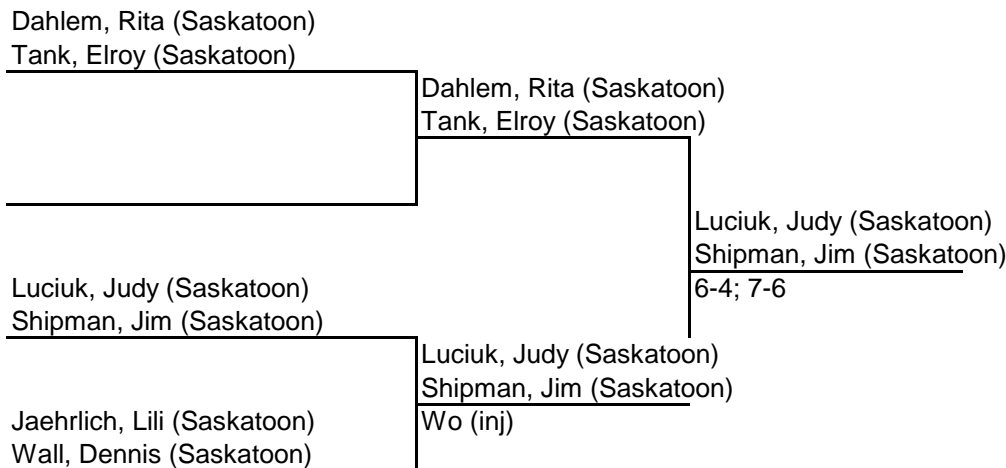 Dahlem, Rita (Saskatoon)
Tank, Elroy (Saskatoon)
Dahlem, Rita (Saskatoon)
Tank, Elroy (Saskatoon)
Luciuk, Judy (Saskatoon)
Shipman, Jim (Saskatoon)
6-4; 7-6
Luciuk, Judy (Saskatoon)
Shipman, Jim (Saskatoon)
Luciuk, Judy (Saskatoon)
Shipman, Jim (Saskatoon)
Wo (inj)
Jaehrlich, Lili (Saskatoon)
Wall, Dennis (Saskatoon)